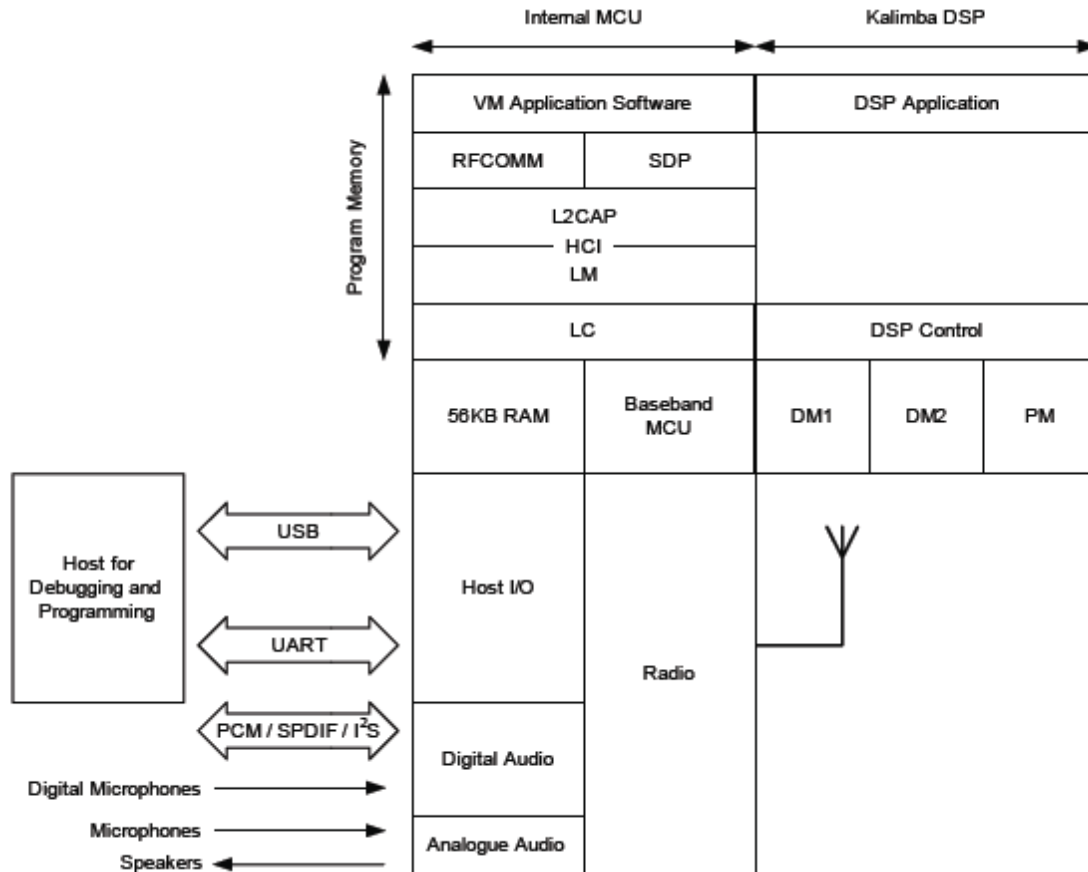 Internal MCU
Kalimba DSP
Program Memory
VM Application Software
DSP Application
RFCOMM
SDP
L2CAP
HCI
LM
LC
DSP Control
56KB RAM
Baseband
MCU
DM1
DM2
PM
Host for
Debugging and
Programming
USB
UART
PCM / SPDIF / I²S
Host I/O
Radio
Digital Audio
Digital Microphones
Microphones
Analogue Audio
Speakers